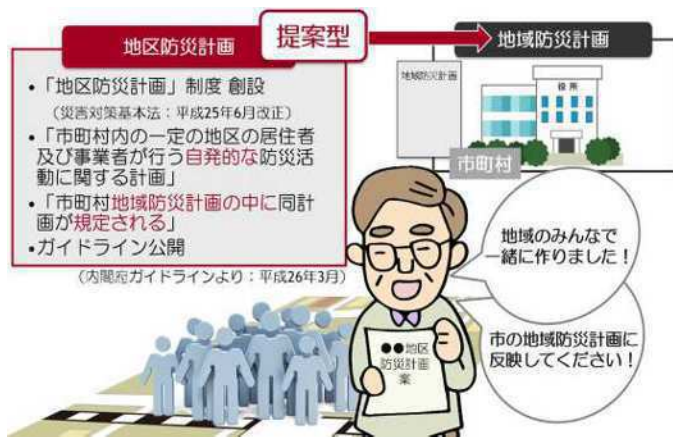 地区防災計画
提案型
地域防災計画
・「地区防災計画」制度 創設
（災害対策基本法：平成25年6月改正）
・「市町村内の一定の地区の居住者
及び事業者が行う自発的な防災活
動に関する計画」
・「市町村地域防災計画の中に同計
画が規定される」
・ガイドライン公開
（内閣府ガイドラインより：平成26年3月）
地域防災計画
役所
市町村
地域のみんなで
一緒に作りました！
市の地域防災計画に
反映してください！
●●地区
防災計画
案